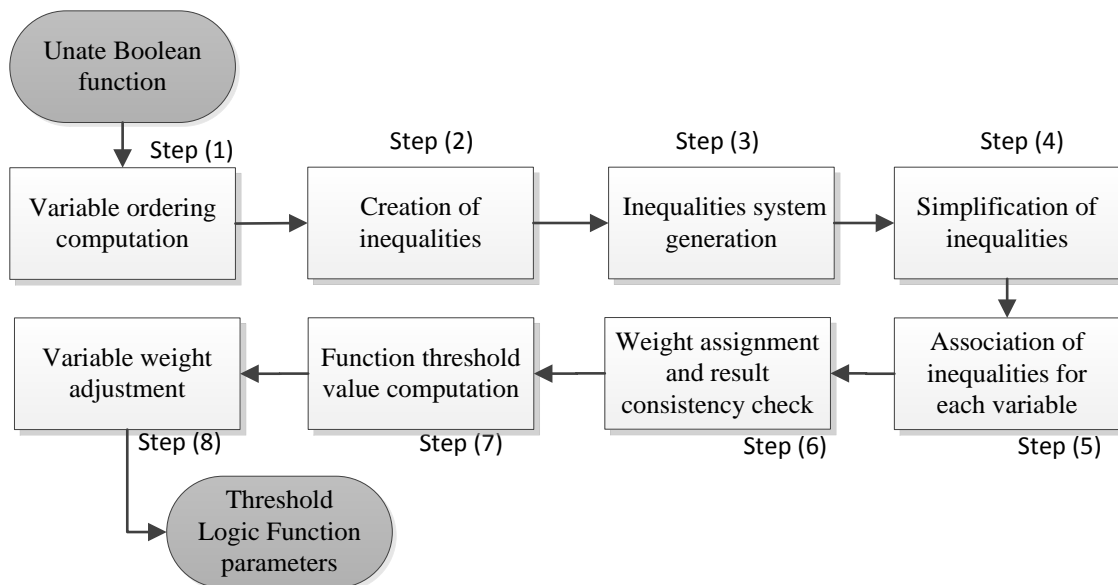 Unate Boolean
function
Step (1)
Variable ordering
computation
Step (2)
Creation of
inequalities
Step (3)
Inequalities system
generation
Step (4)
Simplification of
inequalities
Association of
inequalities for
each variable
Step (5)
Weight assignment
and result
consistency check
Step (6)
Function threshold
value computation
Step (7)
Variable weight
adjustment
Step (8)
Threshold
Logic Function
parameters